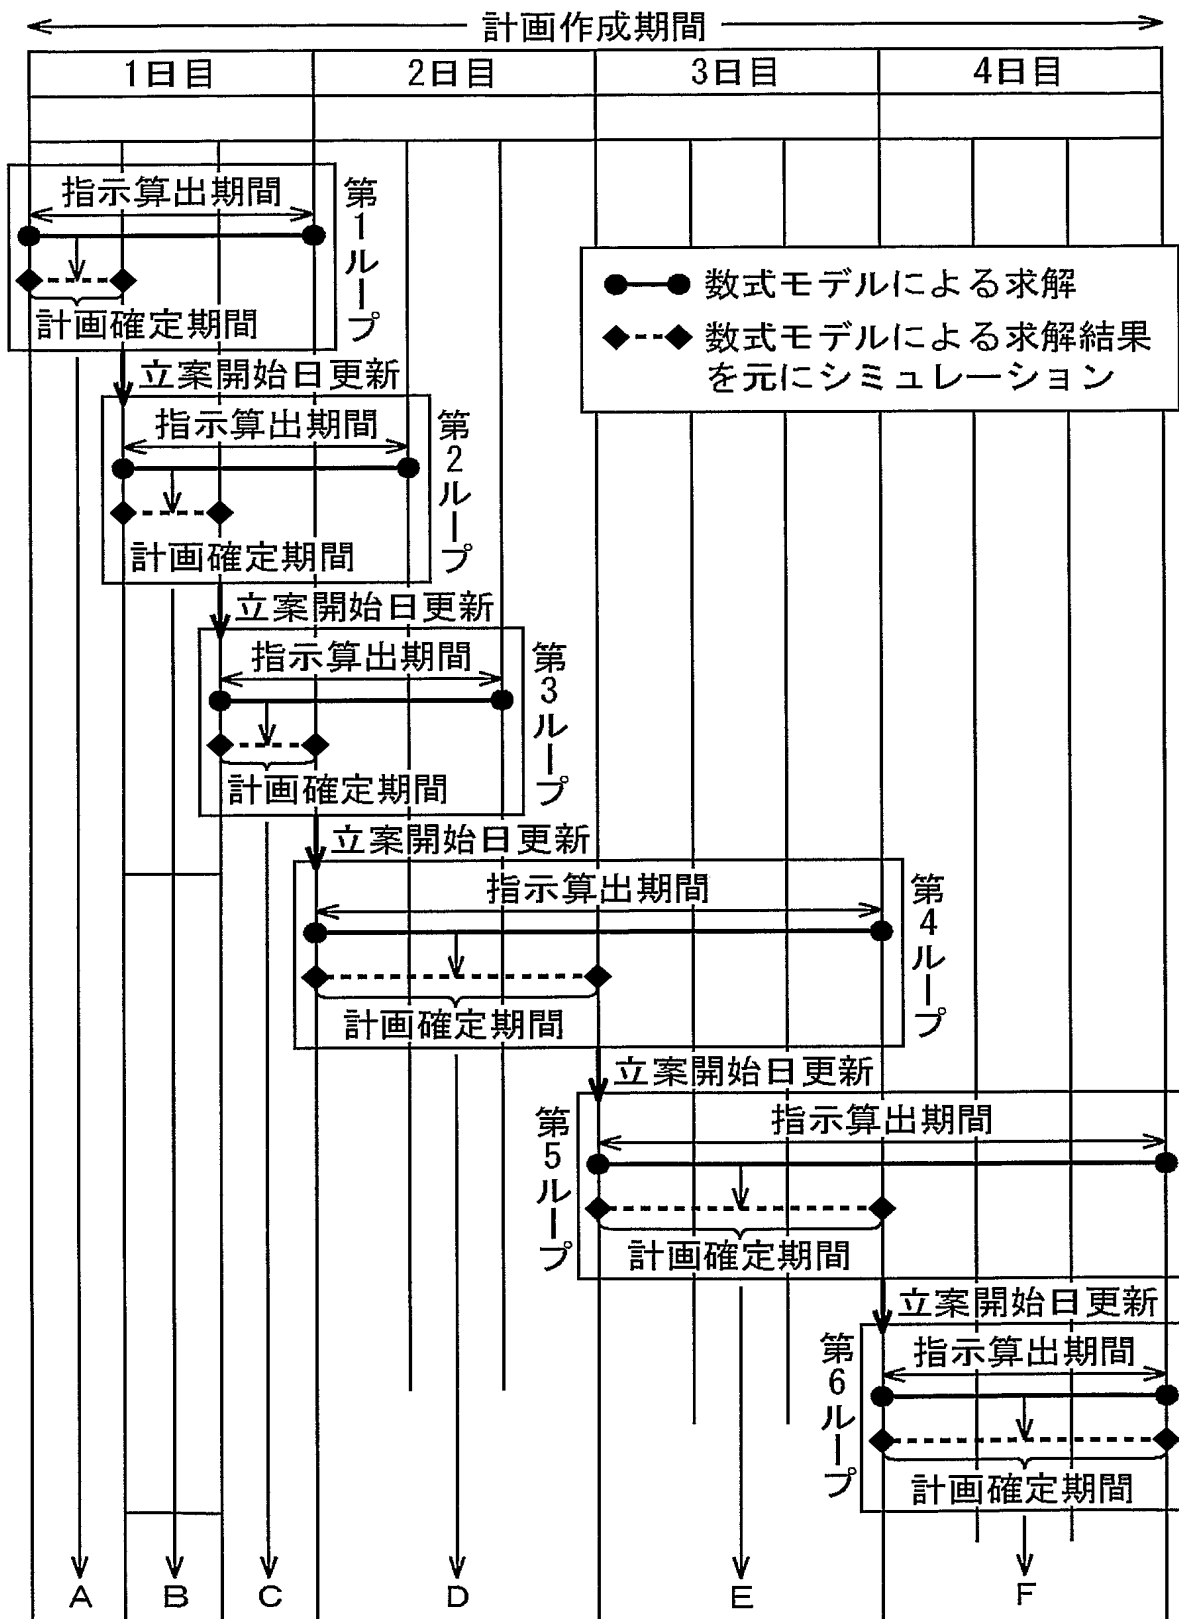 計画作成期間
1日目
2日目
3日目
4日目
指示算出期間
第1ループ
計画確定期間
●—● 数式モデルによる求解
◆--◆ 数式モデルによる求解結果
を元にシミュレーション
立案開始日更新
指示算出期間
第2ループ
計画確定期間
立案開始日更新
指示算出期間
第3ループ
計画確定期間
立案開始日更新
指示算出期間
第4ループ
計画確定期間
立案開始日更新
指示算出期間
第5ループ
計画確定期間
立案開始日更新
指示算出期間
第6ループ
計画確定期間
A
B
C
D
E
F